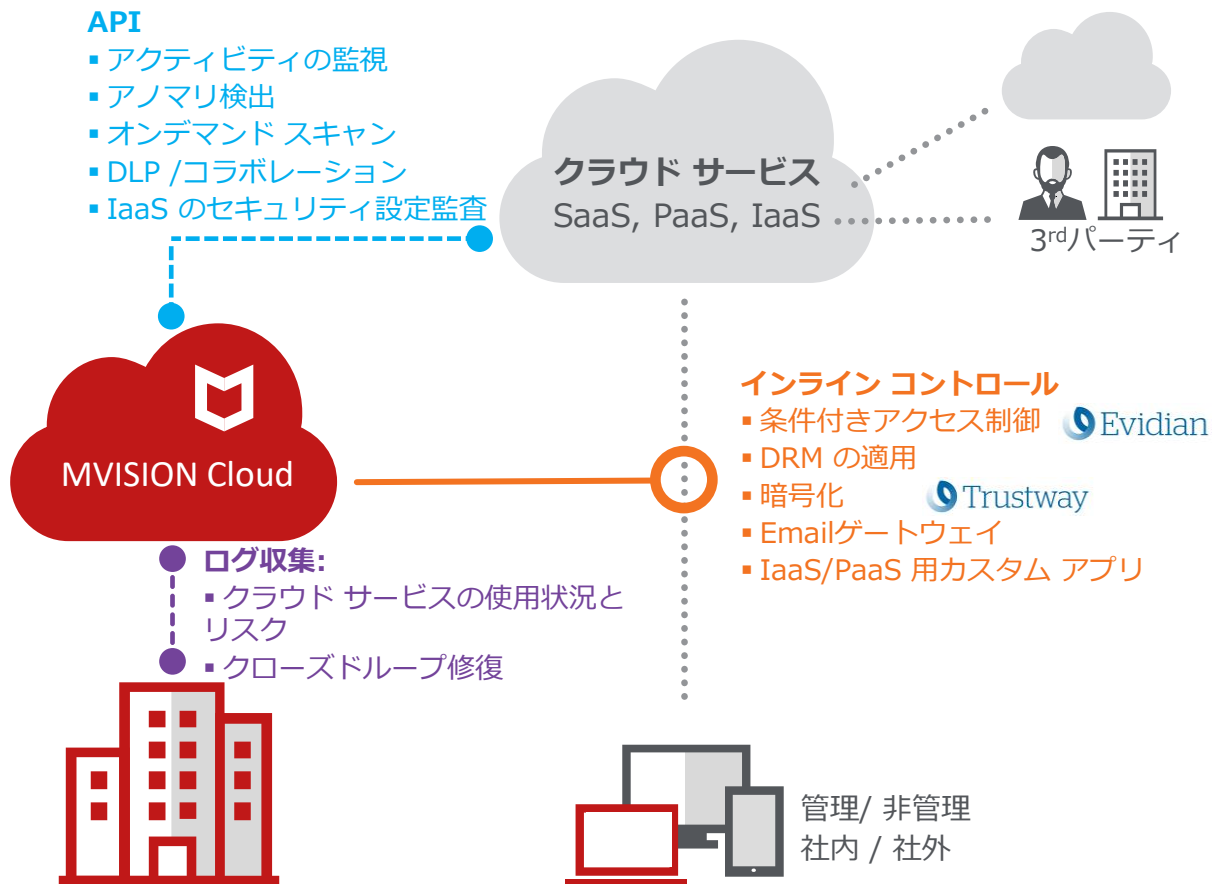 API
▪ アクティビティの監視
▪ アノマリ検出
▪ オンデマンド スキャン
▪ DLP /コラボレーション
▪ IaaS のセキュリティ設定監査
クラウド サービス
SaaS, PaaS, IaaS
3rdパーティ
MVISION Cloud
インライン コントロール
▪ 条件付きアクセス制御
Evidian
▪ DRM の適用
▪ 暗号化
Trustway
▪ Emailゲートウェイ
▪ IaaS/PaaS 用カスタム アプリ
ログ収集:
▪ クラウド サービスの使用状況と
リスク
▪ クローズドループ修復
管理/ 非管理
社内 / 社外